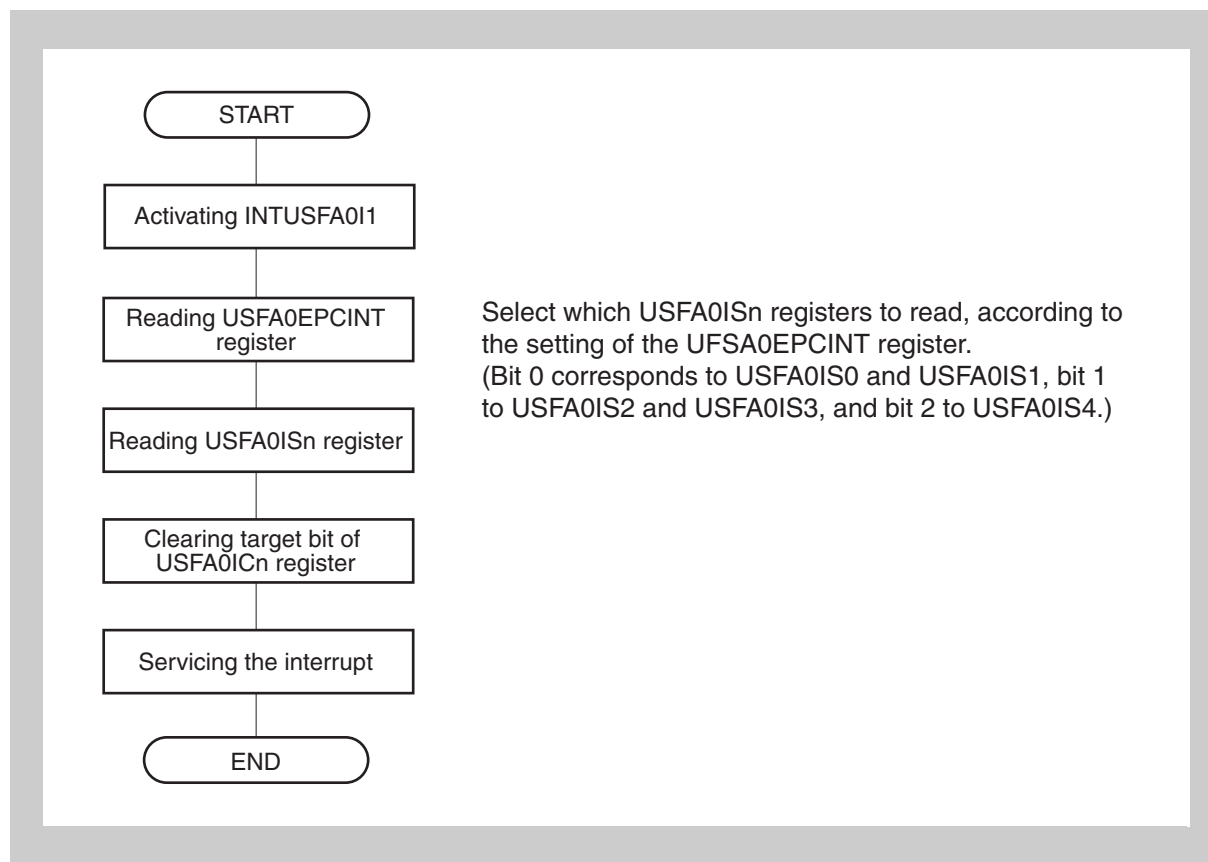 START
Activating INTUSFA0I1
Reading USFA0EPCINT
register
Select which USFA0ISn registers to read, according to
the setting of the UFSA0EPCINT register.
(Bit 0 corresponds to USFA0IS0 and USFA0IS1, bit 1
to USFA0IS2 and USFA0IS3, and bit 2 to USFA0IS4.)
Reading USFA0ISn register
Clearing target bit of
USFA0ICn register
Servicing the interrupt
END